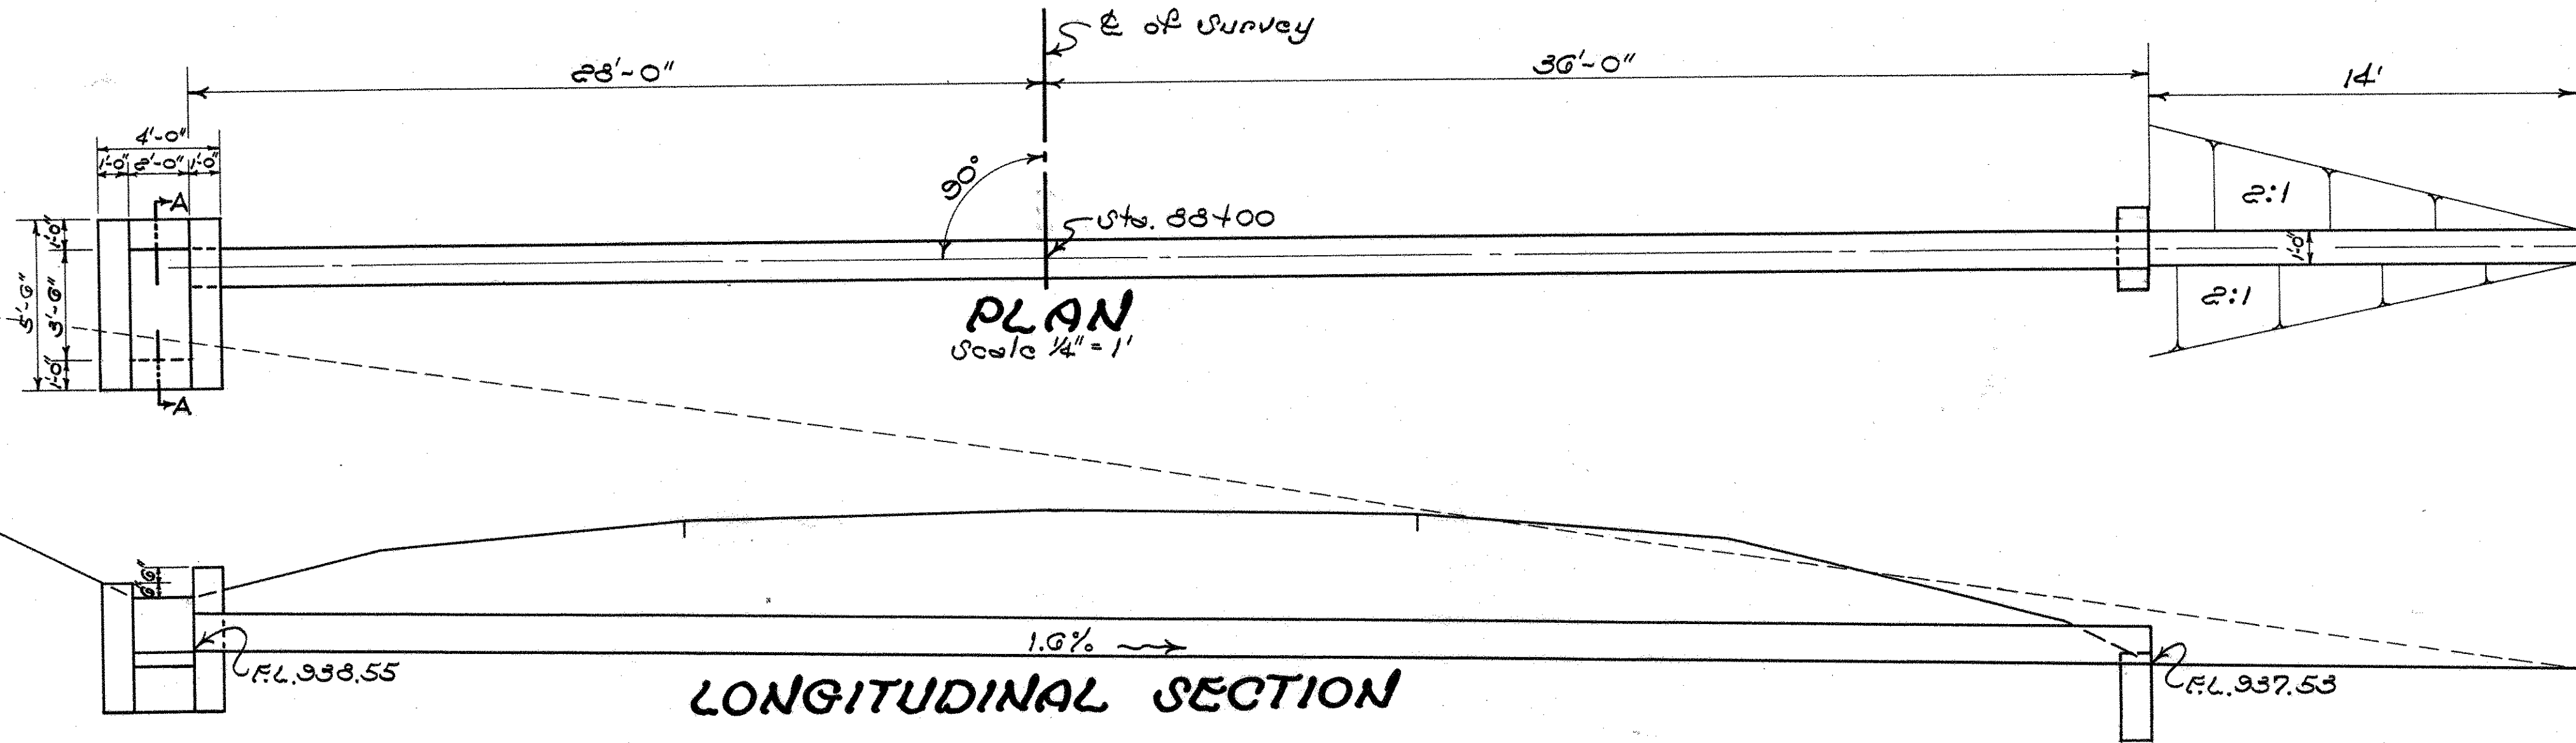 ℄ of Survey
28'-0"
36'-0"
14'
4'-0"
1'-0" 2'-0" 1'-0"
90°
A
Sta. 88+00
2:1
1'-0"
1'-0"
5'-6"
3'-6"
1'-0"
2:1
PLAN
Scale 1/4" = 1'
A
6" 6"
1.6%
F.L. 938.55
F.L. 937.53
LONGITUDINAL SECTION